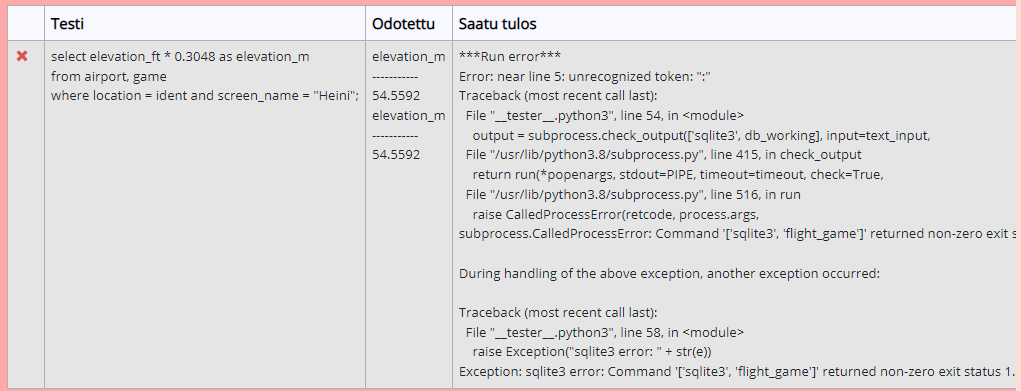 Testi Odotettu Saatu tulos
select elevation_ft * 0.3048 as elevation_m
from airport, game
where location = ident and screen_name = "Heini";
elevation_m
-----------
54.5592
elevation_m
-----------
54.5592
***Run error***
Error: near line 5: unrecognized token: ":"
Traceback (most recent call last):
File "__tester__.python3", line 54, in <module>
output = subprocess.check_output(['sqlite3', db_working], input=text_input,
File "/usr/lib/python3.8/subprocess.py", line 415, in check_output
return run(*popenargs, stdout=PIPE, timeout=timeout, check=True,
File "/usr/lib/python3.8/subprocess.py", line 516, in run
raise CalledProcessError(retcode, process.args,
subprocess.CalledProcessError: Command '['sqlite3', 'flight_game']' returned non-zero exit s
During handling of the above exception, another exception occurred:
Traceback (most recent call last):
File "__tester__.python3", line 58, in <module>
raise Exception("sqlite3 error: " + str(e))
Exception: sqlite3 error: Command '['sqlite3', 'flight_game']' returned non-zero exit status 1.